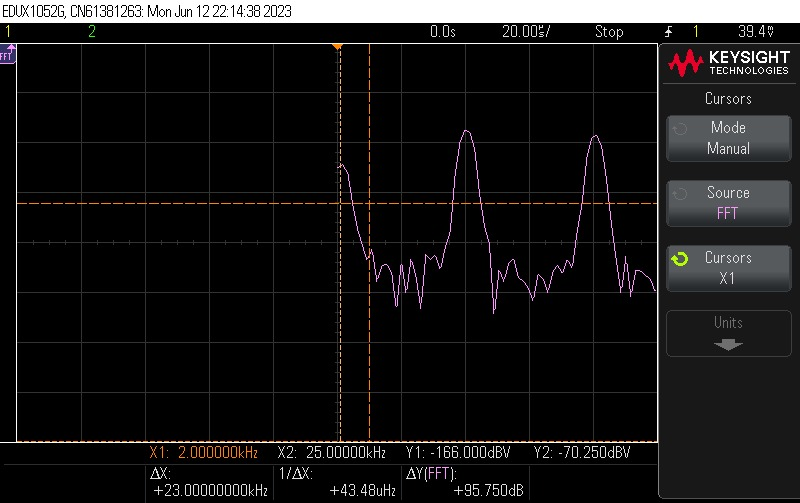 EDUX1052G, CN61381263: Mon Jun 12 22:14:38 2023
1 2 0.0s 20.00us/ Stop 1 39.4V
FFT
KEYSIGHT
TECHNOLOGIES
Cursors
Mode
Manual
Source
FFT
Cursors
X1
Units
X1: 2.000000kHz X2: 25.00000kHz Y1: -166.000dBV Y2: -70.250dBV
ΔX: 1/ΔX: ΔY(FFT):
+23.00000000kHz +43.48uHz +95.750dB